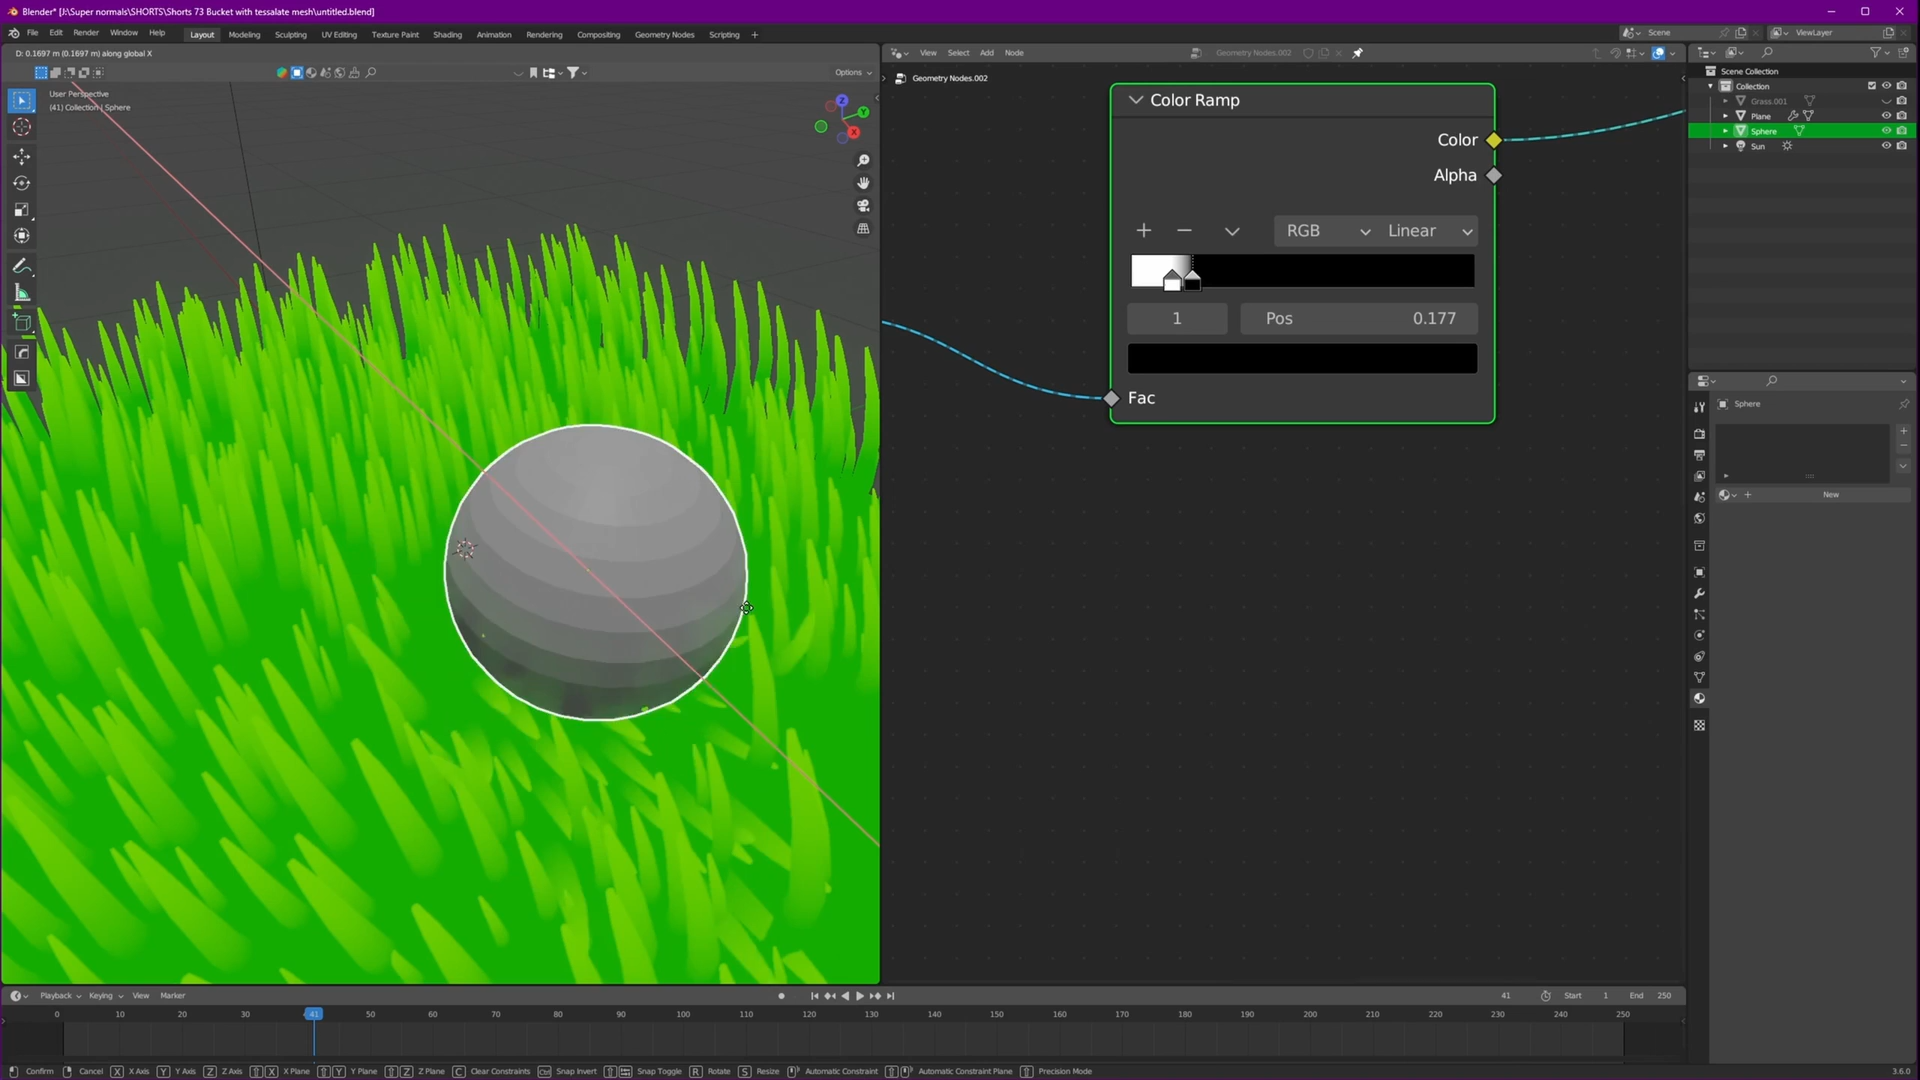 Blender* [J:\Super normals\SHORTS\Shorts 73 Bucket with tessalate mesh\untitled.blend]
File Edit Render Window Help Layout Modeling Sculpting UV Editing Texture Paint Shading Animation Rendering Compositing Geometry Nodes Scripting + Scene ViewLayer
D: 0.1697 m (0.1697 m) along global X View Select Add Node Geometry Nodes.002
Options
Geometry Nodes.002
User Perspective
(41) Collection | Sphere
Z
Y
X
Color Ramp
Color
Alpha
RGB Linear
1 Pos 0.177
Fac
Scene Collection
Collection
Grass.001
Plane
Sphere
Sun
Sphere
New
Playback Keying View Marker 41 Start 1 End 250
0 10 20 30 41 50 60 70 80 90 100 110 120 130 140 150 160 170 180 190 200 210 220 230 240 250
Confirm Cancel X X Axis Y Y Axis Z Z Axis X X Plane Y Y Plane Z Z Plane C Clear Constraints Ctrl Snap Invert Snap Toggle R Rotate S Resize Automatic Constraint Automatic Constraint Plane Precision Mode 3.6.0